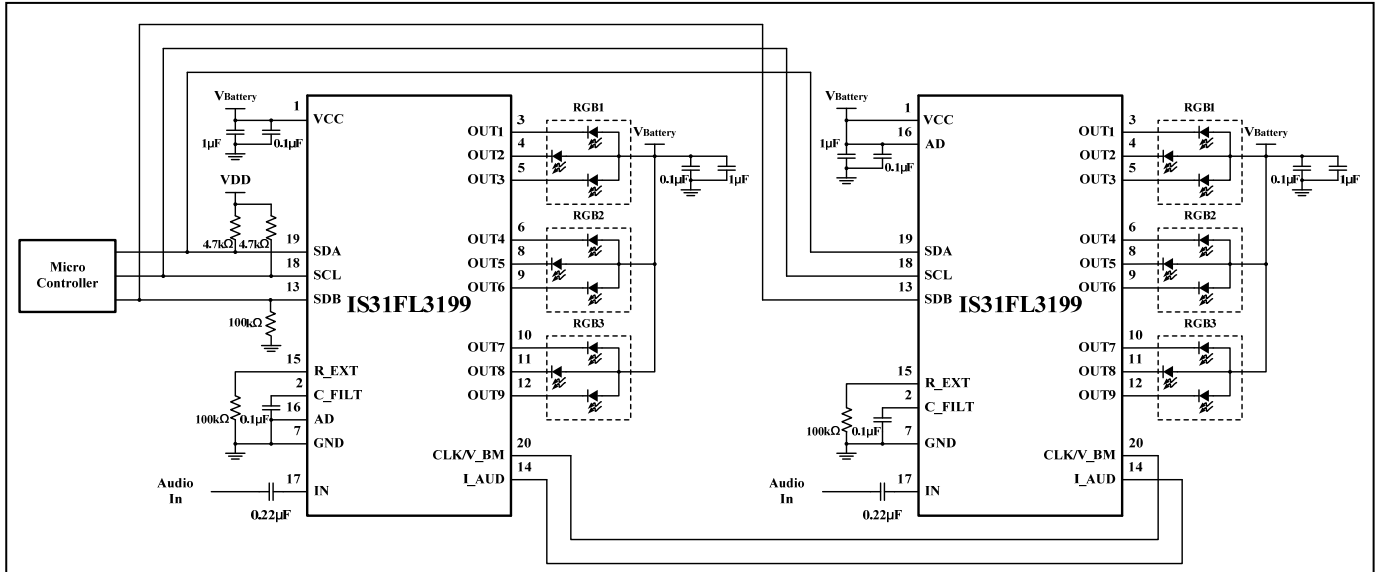 Micro
Controller
VBattery
1μF
0.1μF
VDD
4.7kΩ
4.7kΩ
100kΩ
100kΩ
0.1μF
Audio
In
0.22μF
1
VCC
19
SDA
18
SCL
13
SDB
15
R_EXT
2
C_FILT
16
AD
7
GND
17
IN
IS31FL3199
3
OUT1
4
OUT2
5
OUT3
6
OUT4
8
OUT5
9
OUT6
10
OUT7
11
OUT8
12
OUT9
20
CLK/V_BM
14
I_AUD
RGB1
RGB2
RGB3
VBattery
0.1μF
1μF
VBattery
1μF
0.1μF
100kΩ
0.1μF
Audio
In
0.22μF
1
VCC
16
AD
19
SDA
18
SCL
13
SDB
15
R_EXT
2
C_FILT
7
GND
17
IN
IS31FL3199
3
OUT1
4
OUT2
5
OUT3
6
OUT4
8
OUT5
9
OUT6
10
OUT7
11
OUT8
12
OUT9
20
CLK/V_BM
14
I_AUD
RGB1
RGB2
RGB3
VBattery
0.1μF
1μF